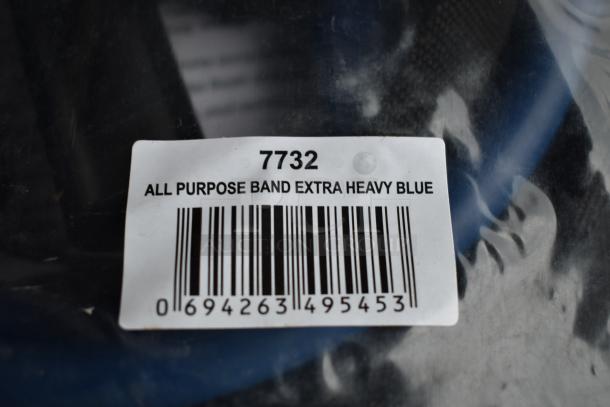 7732
ALL PURPOSE BAND EXTRA HEAVY BLUE
0 694263 495453